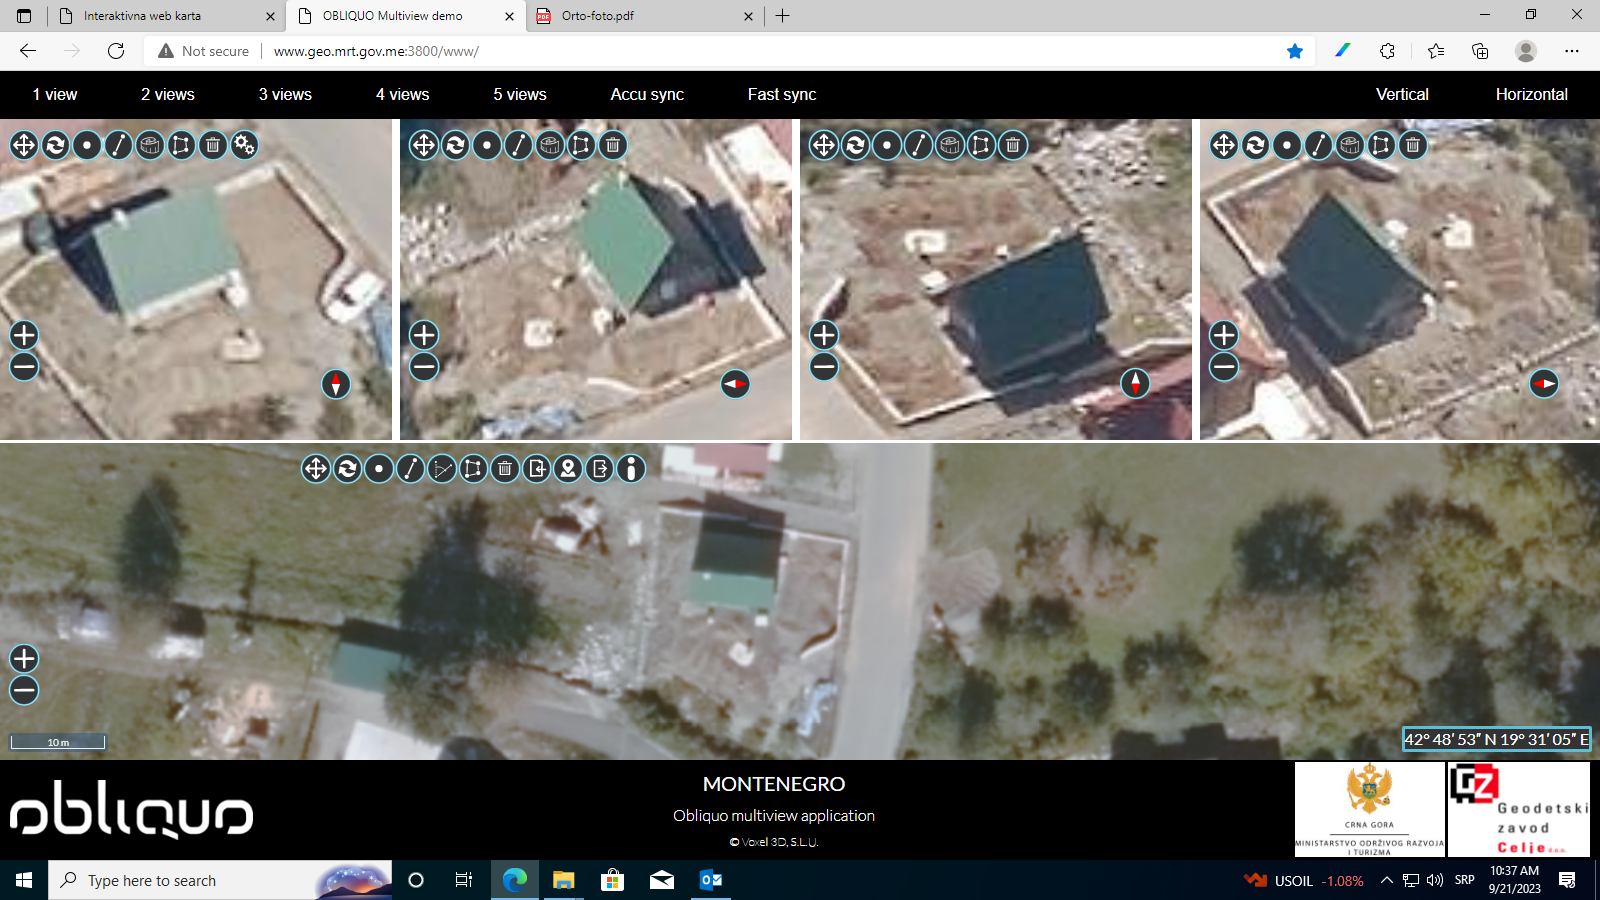 Interaktivna web karta
OBLIQUO Multiview demo
Orto-foto.pdf
Not secure
www.geo.mrt.gov.me:3800/www/
1 view
2 views
3 views
4 views
5 views
Accu sync
Fast sync
Vertical
Horizontal
10 m
42° 48′ 53″ N 19° 31′ 05″ E
obliquo
MONTENEGRO
Obliquo multiview application
© Voxel 3D, S.L.U.
CRNA GORA
MINISTARSTVO ODRŽIVOG RAZVOJA
I TURIZMA
GZ
Geodetski
zavod
Celje d.o.o.
Type here to search
USOIL -1.08%
SRP
10:37 AM
9/21/2023